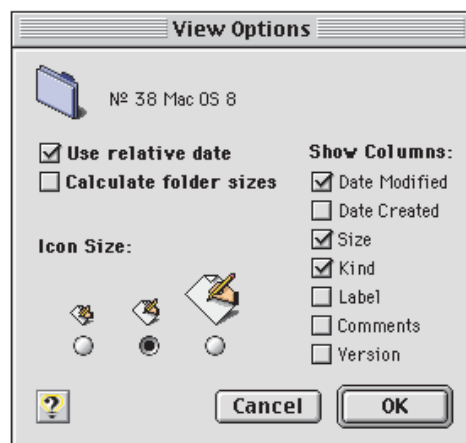 View Options
Nº 38 Mac OS 8
Use relative date
Calculate folder sizes
Icon Size:
Show Columns:
Date Modified
Date Created
Size
Kind
Label
Comments
Version
?
Cancel
OK